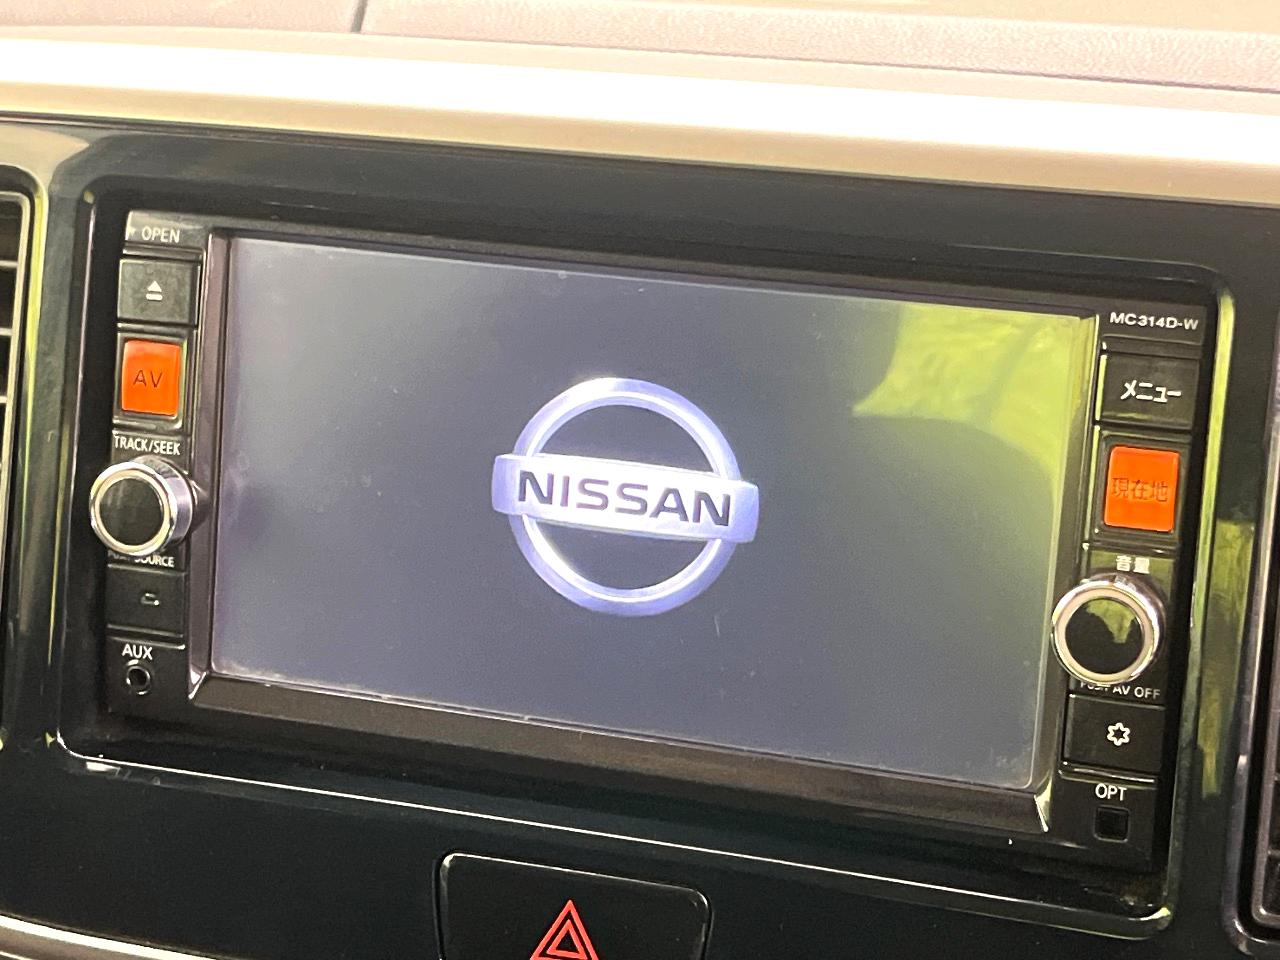 OPEN
AV
TRACK/SEEK
PUSH SOURCE
AUX
NISSAN
MC314D-W
メニュー
現在地
音量
PUSH AV OFF
OPT